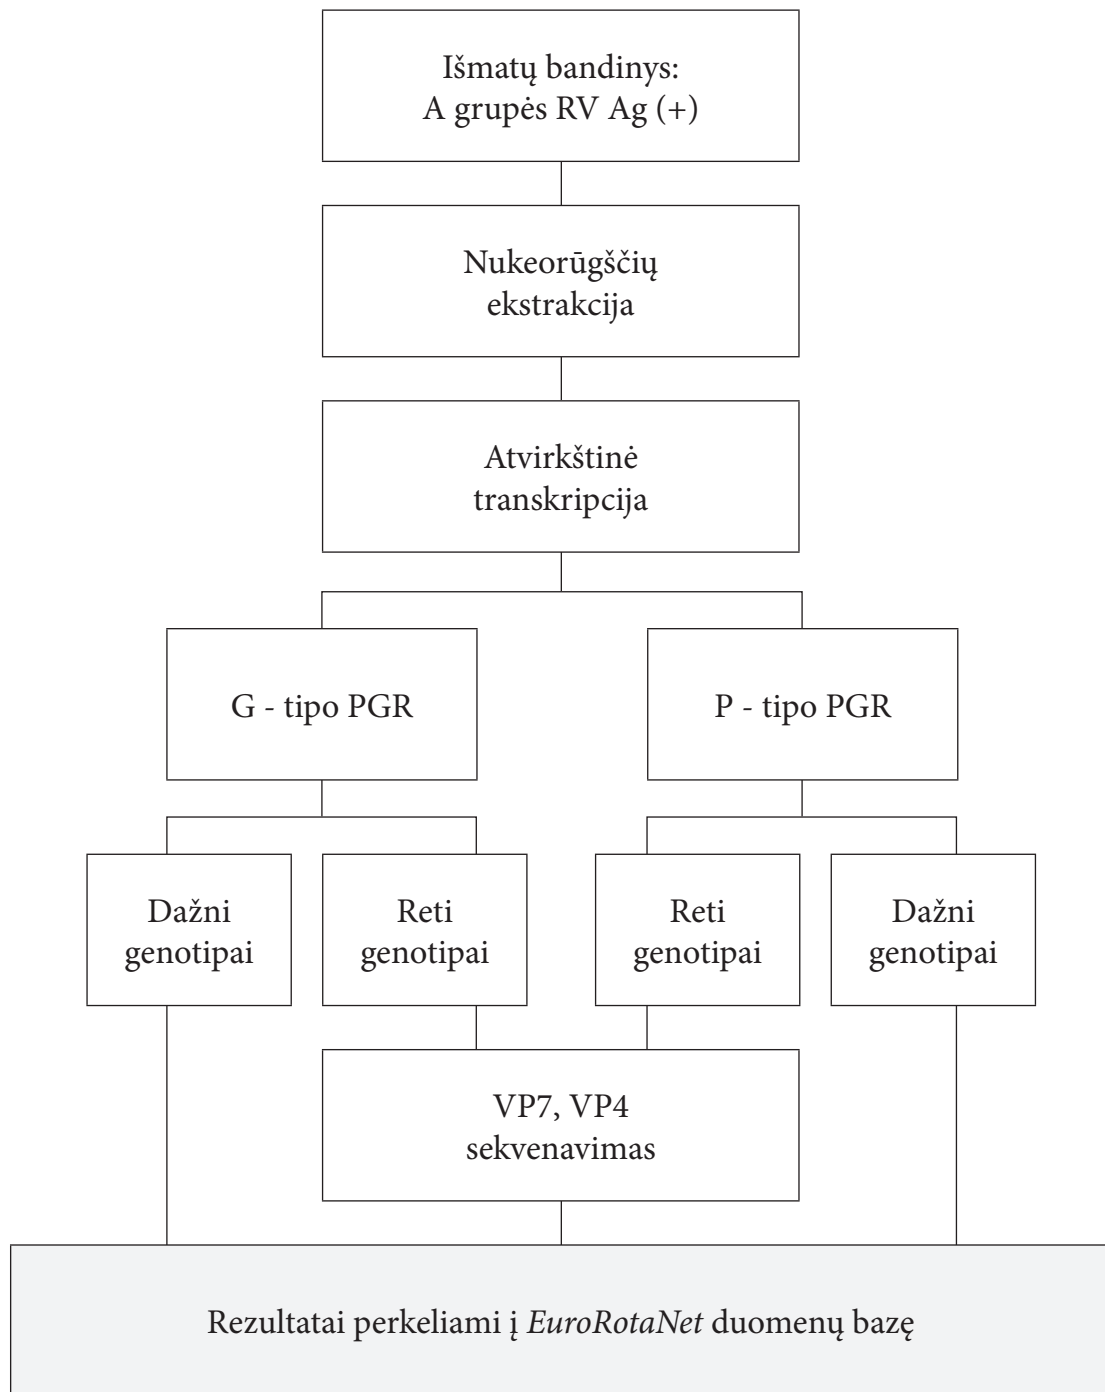 Išmatų bandinys:
A grupės RV Ag (+)
Nukeorūgščių
ekstrakcija
Atvirkštinė
transkripcija
G - tipo PGR
P - tipo PGR
Dažni
genotipai
Reti
genotipai
Reti
genotipai
Dažni
genotipai
VP7, VP4
sekvenavimas
Rezultatai perkeliami į EuroRotaNet duomenų bazę